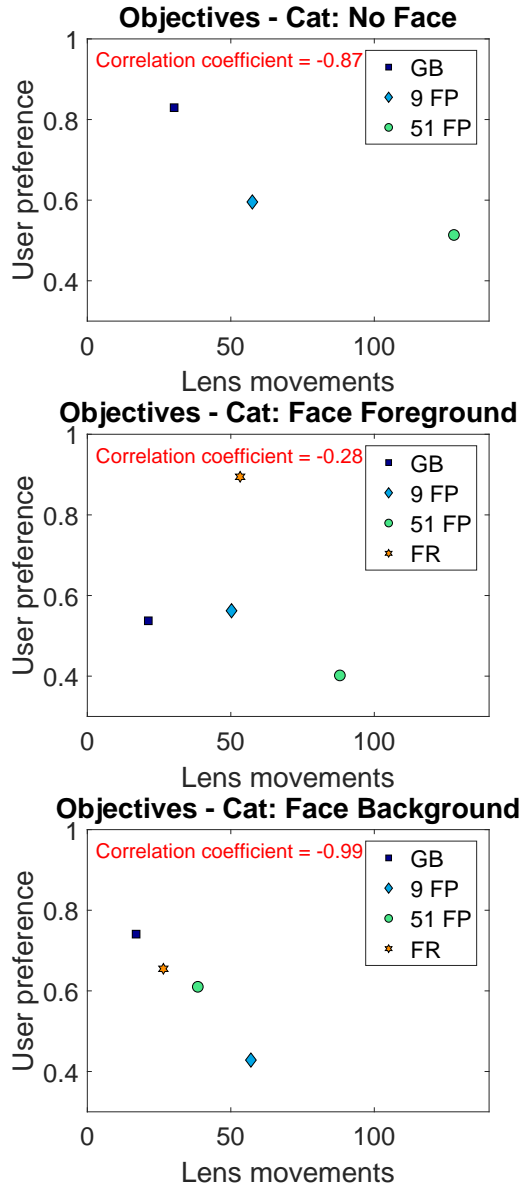 Objectives - Cat: No Face
Correlation coefficient = -0.87
GB
9 FP
51 FP
1
0.8
0.6
0.4
User preference
0
50
100
Lens movements
Objectives - Cat: Face Foreground
Correlation coefficient = -0.28
GB
9 FP
51 FP
FR
1
0.8
0.6
0.4
User preference
0
50
100
Lens movements
Objectives - Cat: Face Background
Correlation coefficient = -0.99
GB
9 FP
51 FP
FR
1
0.8
0.6
0.4
User preference
0
50
100
Lens movements